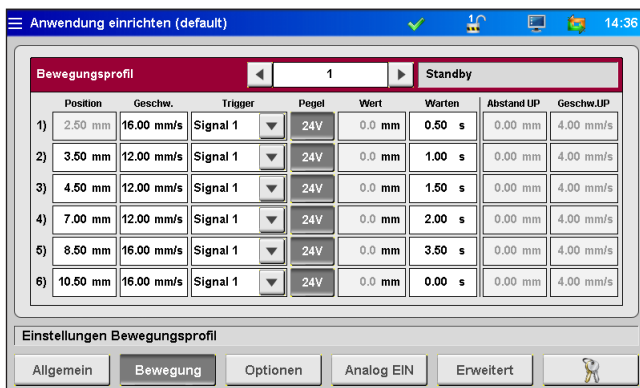 Anwendung einrichten (default) 14:36
Bewegungsprofil 1 Standby
Position Geschw. Trigger Pegel Wert Warten Abstand UP Geschw.UP
1) 2.50 mm 16.00 mm/s Signal 1 24V 0.0 mm 0.50 s 0.00 mm 4.00 mm/s
2) 3.50 mm 12.00 mm/s Signal 1 24V 0.0 mm 1.00 s 0.00 mm 4.00 mm/s
3) 4.50 mm 12.00 mm/s Signal 1 24V 0.0 mm 1.50 s 0.00 mm 4.00 mm/s
4) 7.00 mm 12.00 mm/s Signal 1 24V 0.0 mm 2.00 s 0.00 mm 4.00 mm/s
5) 8.50 mm 16.00 mm/s Signal 1 24V 0.0 mm 3.50 s 0.00 mm 4.00 mm/s
6) 10.50 mm 16.00 mm/s Signal 1 24V 0.0 mm 0.00 s 0.00 mm 4.00 mm/s
Einstellungen Bewegungsprofil
Allgemein Bewegung Optionen Analog EIN Erweitert